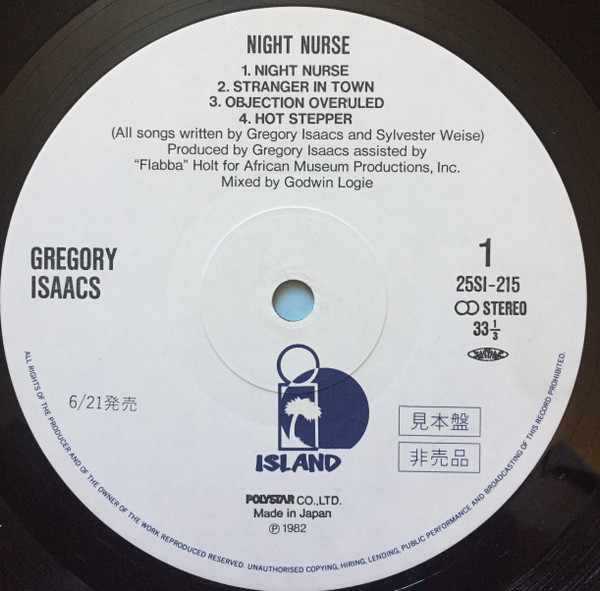 NIGHT NURSE
1. NIGHT NURSE
2. STRANGER IN TOWN
3. OBJECTION OVERULED
4. HOT STEPPER
(All songs written by Gregory Isaacs and Sylvester Weise)
Produced by Gregory Isaacs assisted by
"Flabba" Holt for African Museum Productions, Inc.
Mixed by Godwin Logie
GREGORY
ISAACS
1
25SI-215
STEREO
33 1/3
6/21発売
見本盤
非売品
ISLAND
POLYSTAR CO.,LTD.
Made in Japan
℗ 1982
ALL RIGHTS OF THE PRODUCER AND OF THE OWNER OF THE WORK REPRODUCED RESERVED. UNAUTHORISED COPYING, HIRING, LENDING, PUBLIC PERFORMANCE AND BROADCASTING OF THIS RECORD PROHIBITED.